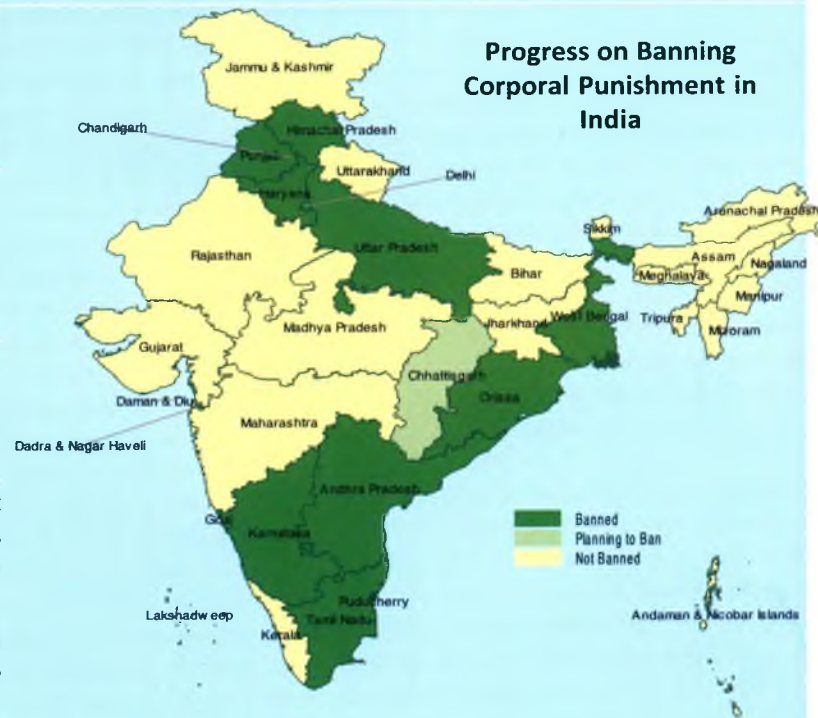 Progress on Banning
Corporal Punishment in
India
Jammu & Kashmir
Chandigarh
Himachal Pradesh
Punjab
Uttarakhand
Haryana
Delhi
Arunachal Pradesh
Sikkim
Rajasthan
Uttar Pradesh
Assam
Nagaland
Bihar
Meghalaya
Manipur
Madhya Pradesh
Jharkhand
West Bengal
Tripura
Mizoram
Gujarat
Chhattisgarh
Daman & Diu
Orissa
Maharashtra
Dadra & Nagar Haveli
Andhra Pradesh
Goa
Karnataka
Banned
Planning to Ban
Not Banned
Puducherry
Lakshadweep
Tamil Nadu
Kerala
Andaman & Nicobar Islands